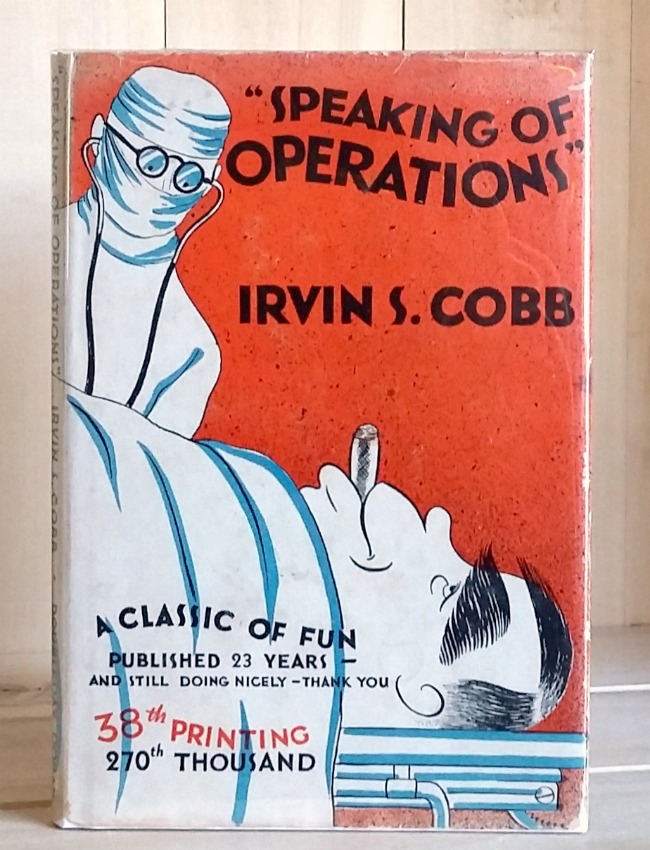 "SPEAKING OF
OPERATIONS"
IRVIN S. COBB
A CLASSIC OF FUN
PUBLISHED 23 YEARS —
AND STILL DOING NICELY – THANK YOU
38th PRINTING
270th THOUSAND
"SPEAKING OF OPERATIONS" IRVIN S. COBB